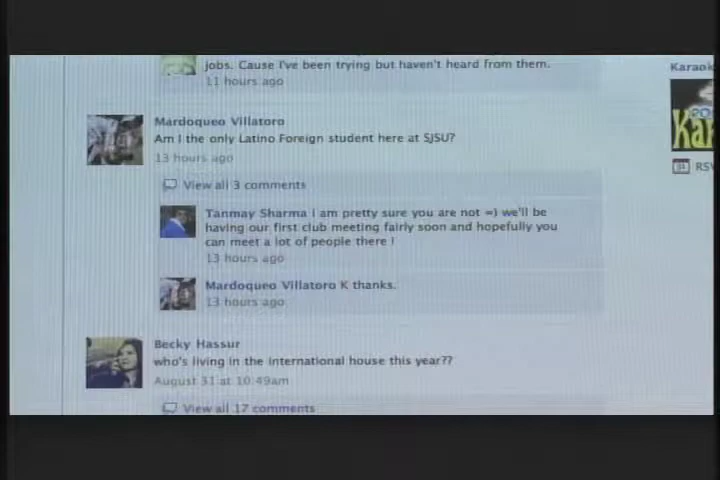 jobs. Cause I've been trying but haven't heard from them.
11 hours ago
Karaok
Mardoqueo Villatoro
Am I the only Latino Foreign student here at SJSU?
13 hours ago
31 RSV
View all 3 comments
Tanmay Sharma I am pretty sure you are not =) we'll be
having our first club meeting fairly soon and hopefully you
can meet a lot of people there !
13 hours ago
Mardoqueo Villatoro K thanks.
13 hours ago
Becky Hassur
who's living in the international house this year??
August 31 at 10:49am
View all 17 comments